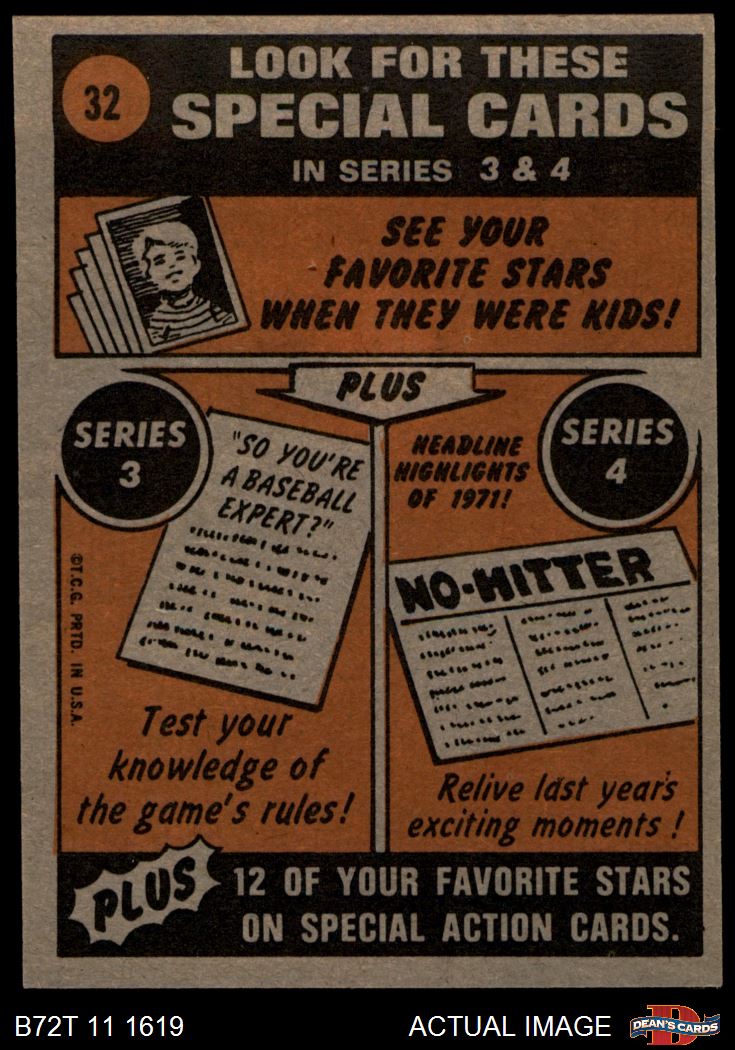 32
LOOK FOR THESE
SPECIAL CARDS
IN SERIES 3 & 4
SEE YOUR
FAVORITE STARS
WHEN THEY WERE KIDS!
PLUS
SERIES
3
"SO YOU'RE
A BASEBALL
EXPERT?"
Test your
knowledge of
the game's rules!
HEADLINE
HIGHLIGHTS
OF 1971!
SERIES
4
NO-HITTER
Relive last year's
exciting moments!
©T.C.G. PRTD. IN U.S.A.
PLUS
12 OF YOUR FAVORITE STARS
ON SPECIAL ACTION CARDS.
B72T 11 1619
ACTUAL IMAGE
D
DEAN'S CARDS